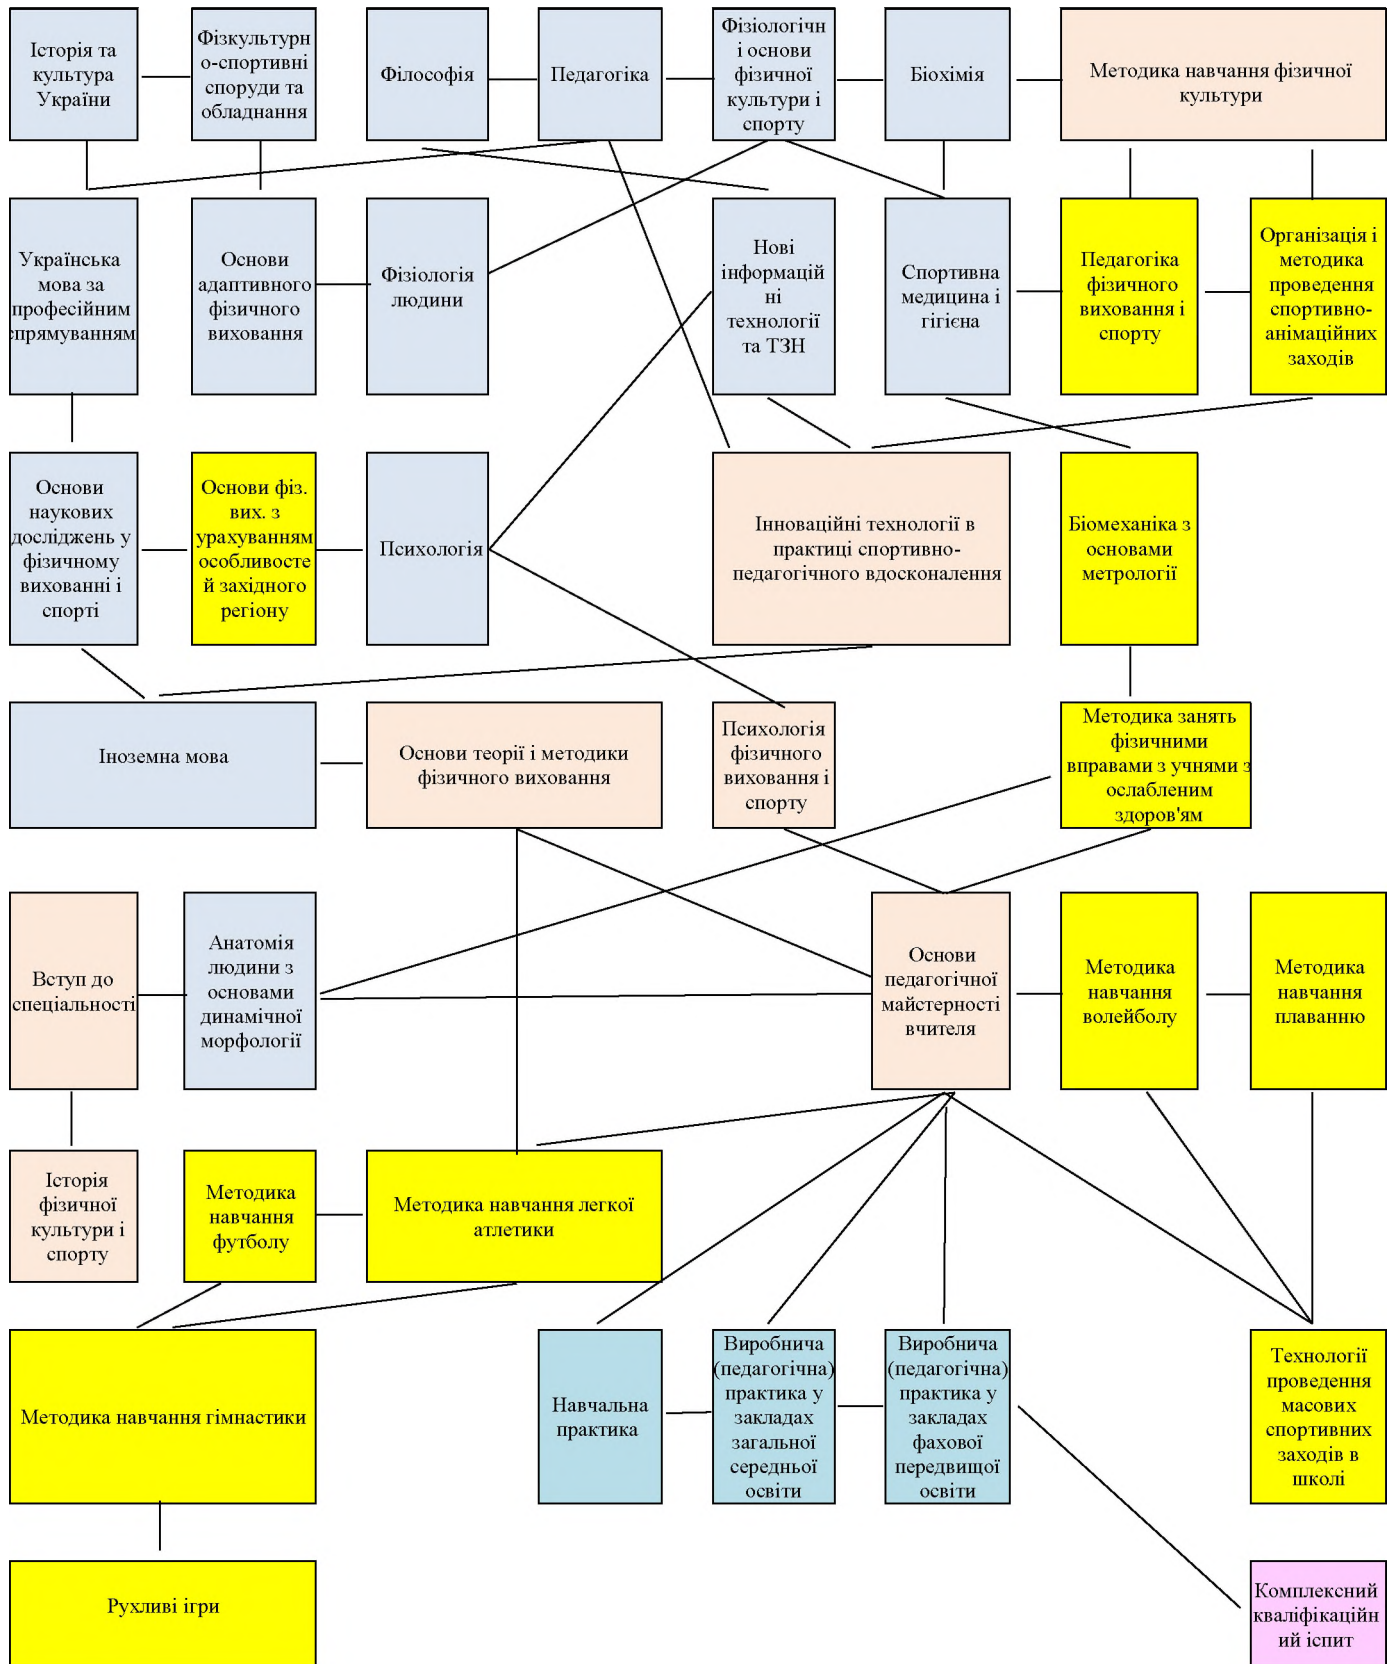 Історія та
культура
України
Фізкультурн
о-спортивні
споруди та
обладнання
Філософія
Педагогіка
Фізіологічн
і основи
фізичної
культури і
спорту
Біохімія
Методика навчання фізичної
культури
Українська
мова за
професійним
спрямуванням
Основи
адаптивного
фізичного
виховання
Фізіологія
людини
Нові
інформацій
ні
технології
та ТЗН
Спортивна
медицина і
гігієна
Педагогіка
фізичного
виховання і
спорту
Організація і
методика
проведення
спортивно-
анімаційних
заходів
Основи
наукових
досліджень у
фізичному
вихованні і
спорті
Основи фіз.
вих. з
урахуванням
особливосте
й західного
регіону
Психологія
Інноваційні технології в
практиці спортивно-
педагогічного вдосконалення
Біомеханіка з
основами
метрології
Іноземна мова
Основи теорії і методики
фізичного виховання
Психологія
фізичного
виховання і
спорту
Методика занять
фізичними
вправами з учнями з
ослабленим
здоров'ям
Вступ до
спеціальності
Анатомія
людини з
основами
динамічної
морфології
Основи
педагогічної
майстерності
вчителя
Методика
навчання
волейболу
Методика
навчання
плаванню
Історія
фізичної
культури і
спорту
Методика
навчання
футболу
Методика навчання легкої
атлетики
Методика навчання гімнастики
Навчальна
практика
Виробнича
(педагогічна)
практика у
закладах
загальної
середньої
освіти
Виробнича
(педагогічна)
практика у
закладах
фахової
передвищої
освіти
Технології
проведення
масових
спортивних
заходів в
школі
Рухливі ігри
Комплексний
кваліфікаційн
ий іспит